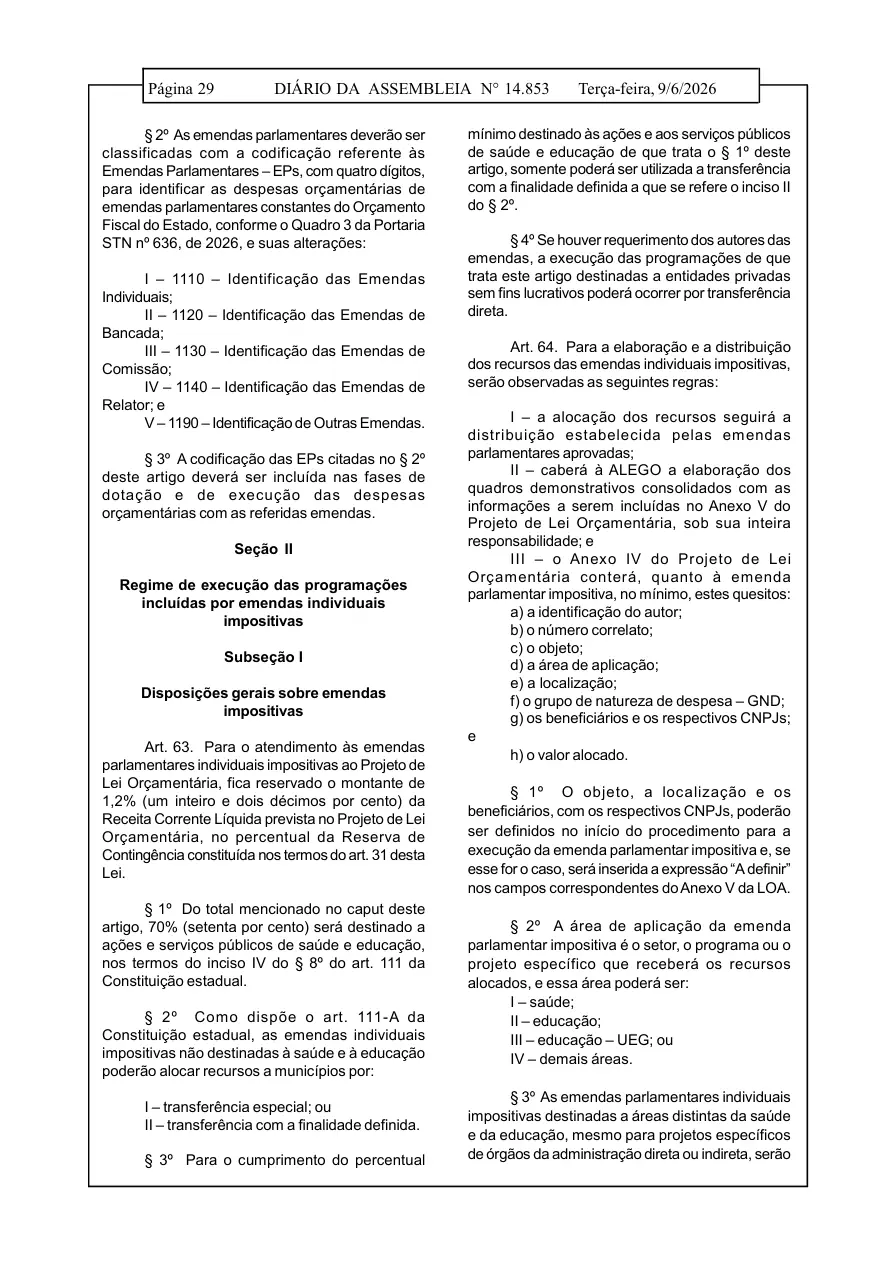 Página 29 DIÁRIO DA ASSEMBLEIA N° 14.853 Terça-feira, 9/6/2026
§ 2º As emendas parlamentares deverão ser
classificadas com a codificação referente às
Emendas Parlamentares – EPs, com quatro dígitos,
para identificar as despesas orçamentárias de
emendas parlamentares constantes do Orçamento
Fiscal do Estado, conforme o Quadro 3 da Portaria
STN nº 636, de 2026, e suas alterações:
I – 1110 – Identificação das Emendas
Individuais;
II – 1120 – Identificação das Emendas de
Bancada;
III – 1130 – Identificação das Emendas de
Comissão;
IV – 1140 – Identificação das Emendas de
Relator; e
V – 1190 – Identificação de Outras Emendas.
§ 3º A codificação das EPs citadas no § 2º
deste artigo deverá ser incluída nas fases de
dotação e de execução das despesas
orçamentárias com as referidas emendas.
Seção II
Regime de execução das programações
incluídas por emendas individuais
impositivas
Subseção I
Disposições gerais sobre emendas
impositivas
Art. 63. Para o atendimento às emendas
parlamentares individuais impositivas ao Projeto de
Lei Orçamentária, fica reservado o montante de
1,2% (um inteiro e dois décimos por cento) da
Receita Corrente Líquida prevista no Projeto de Lei
Orçamentária, no percentual da Reserva de
Contingência constituída nos termos do art. 31 desta
Lei.
§ 1º Do total mencionado no caput deste
artigo, 70% (setenta por cento) será destinado a
ações e serviços públicos de saúde e educação,
nos termos do inciso IV do § 8º do art. 111 da
Constituição estadual.
§ 2º Como dispõe o art. 111-A da
Constituição estadual, as emendas individuais
impositivas não destinadas à saúde e à educação
poderão alocar recursos a municípios por:
I – transferência especial; ou
II – transferência com a finalidade definida.
§ 3º Para o cumprimento do percentual
mínimo destinado às ações e aos serviços públicos
de saúde e educação de que trata o § 1º deste
artigo, somente poderá ser utilizada a transferência
com a finalidade definida a que se refere o inciso II
do § 2º.
§ 4º Se houver requerimento dos autores das
emendas, a execução das programações de que
trata este artigo destinadas a entidades privadas
sem fins lucrativos poderá ocorrer por transferência
direta.
Art. 64. Para a elaboração e a distribuição
dos recursos das emendas individuais impositivas,
serão observadas as seguintes regras:
I – a alocação dos recursos seguirá a
distribuição estabelecida pelas emendas
parlamentares aprovadas;
II – caberá à ALEGO a elaboração dos
quadros demonstrativos consolidados com as
informações a serem incluídas no Anexo V do
Projeto de Lei Orçamentária, sob sua inteira
responsabilidade; e
III – o Anexo IV do Projeto de Lei
Orçamentária conterá, quanto à emenda
parlamentar impositiva, no mínimo, estes quesitos:
a) a identificação do autor;
b) o número correlato;
c) o objeto;
d) a área de aplicação;
e) a localização;
f) o grupo de natureza de despesa – GND;
g) os beneficiários e os respectivos CNPJs;
e
h) o valor alocado.
§ 1º O objeto, a localização e os
beneficiários, com os respectivos CNPJs, poderão
ser definidos no início do procedimento para a
execução da emenda parlamentar impositiva e, se
esse for o caso, será inserida a expressão “A definir”
nos campos correspondentes do Anexo V da LOA.
§ 2º A área de aplicação da emenda
parlamentar impositiva é o setor, o programa ou o
projeto específico que receberá os recursos
alocados, e essa área poderá ser:
I – saúde;
II – educação;
III – educação – UEG; ou
IV – demais áreas.
§ 3º As emendas parlamentares individuais
impositivas destinadas a áreas distintas da saúde
e da educação, mesmo para projetos específicos
de órgãos da administração direta ou indireta, serão